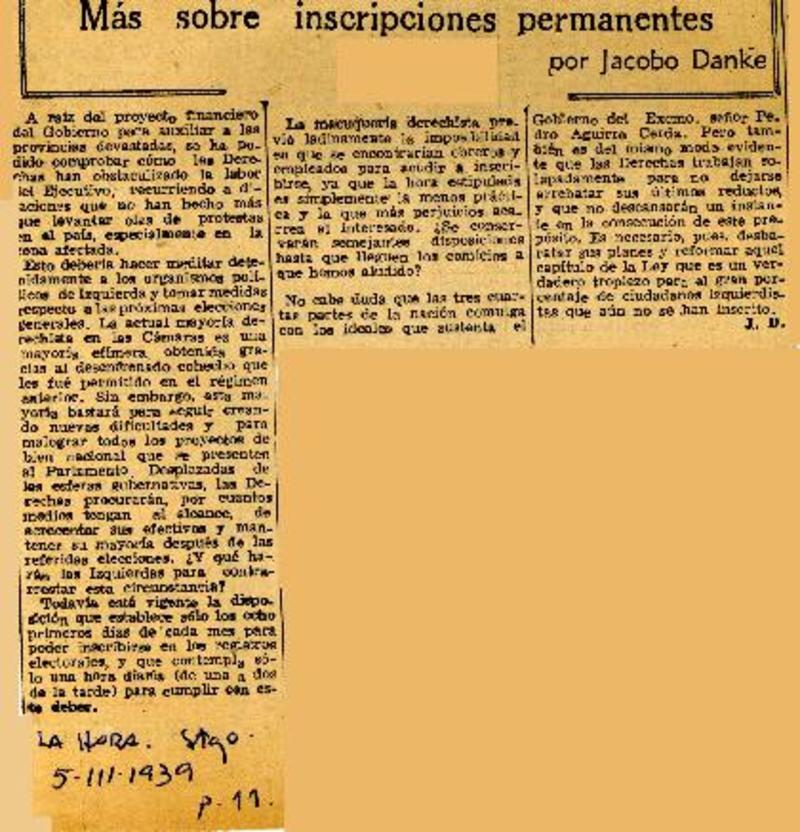 Más sobre inscripciones permanentes
por Jacobo Danke
A raíz del proyecto financiero
del Gobierno para auxiliar a las
provincias devastadas, se ha po-
dido comprobar cómo las Dere-
chas han obstaculizado la labor
del Ejecutivo, recurriendo a di-
laciones que no han hecho más
que levantar olas de protestas
en el país, especialmente en la
zona afectada.
Esto debería hacer meditar dete-
nidamente a los organismos polí-
ticos de Izquierda y tomar medidas
respecto a las próximas elecciones
generales. La actual mayoría de-
rechista en las Cámaras es una
mayoría efímera obtenida gra-
cias al desenfrenado cohecho que
les fué permitido en el régimen
anterior. Sin embargo, esta ma-
yoría bastará para seguir crean-
do nuevas dificultades y para
malograr todos los proyectos de
bien nacional que se presenten
al Parlamento. Desplazadas de
las esferas gubernativas, las De-
rechas procurarán, por cuantos
medios tengan al alcance, de
acrecentar sus efectivos y man-
tener su mayoría después de las
referidas elecciones. ¿Y qué ha-
rán las Izquierdas para contra-
rrestar esta circunstancia?
Todavía está vigente la dispo-
sición que establece sólo los ocho
primeros días de cada mes para
poder inscribirse en los registros
electorales, y que contempla só-
lo una hora diaria (de una a dos
de la tarde) para cumplir con es-
te deber.
La macuquería derechista pre-
vió ladinamente la imposibilidad
en que se encontrarían obreros y
empleados para acudir a inscri-
birse, ya que la hora estipulada
es simplemente la menos prácti-
ca y la que más perjuicios aca-
rrea al interesado. ¿Se conser-
varán semejantes disposiciones
hasta que lleguen los comicios a
que hemos aludido?
No cabe duda que las tres cuar-
tas partes de la nación comulga
con los ideales que sustenta el
Gobierno del Excmo. señor Pe-
dro Aguirre Cerda. Pero tam-
bién es del mismo modo eviden-
te que las Derechas trabajan so-
lapadamente para no dejarse
arrebatar sus últimos reductos,
y que no descansarán un instan-
te en la consecución de este pro-
pósito. Es necesario, pues, desba-
ratar sus planes y reformar aquel
capítulo de la Ley que es un ver-
dadero tropiezo para el gran por-
centaje de ciudadanos izquierdis-
tas que aún no se han inscrito.
J. D.
LA HORA. Stgo.
5-III-1939
P. 11.